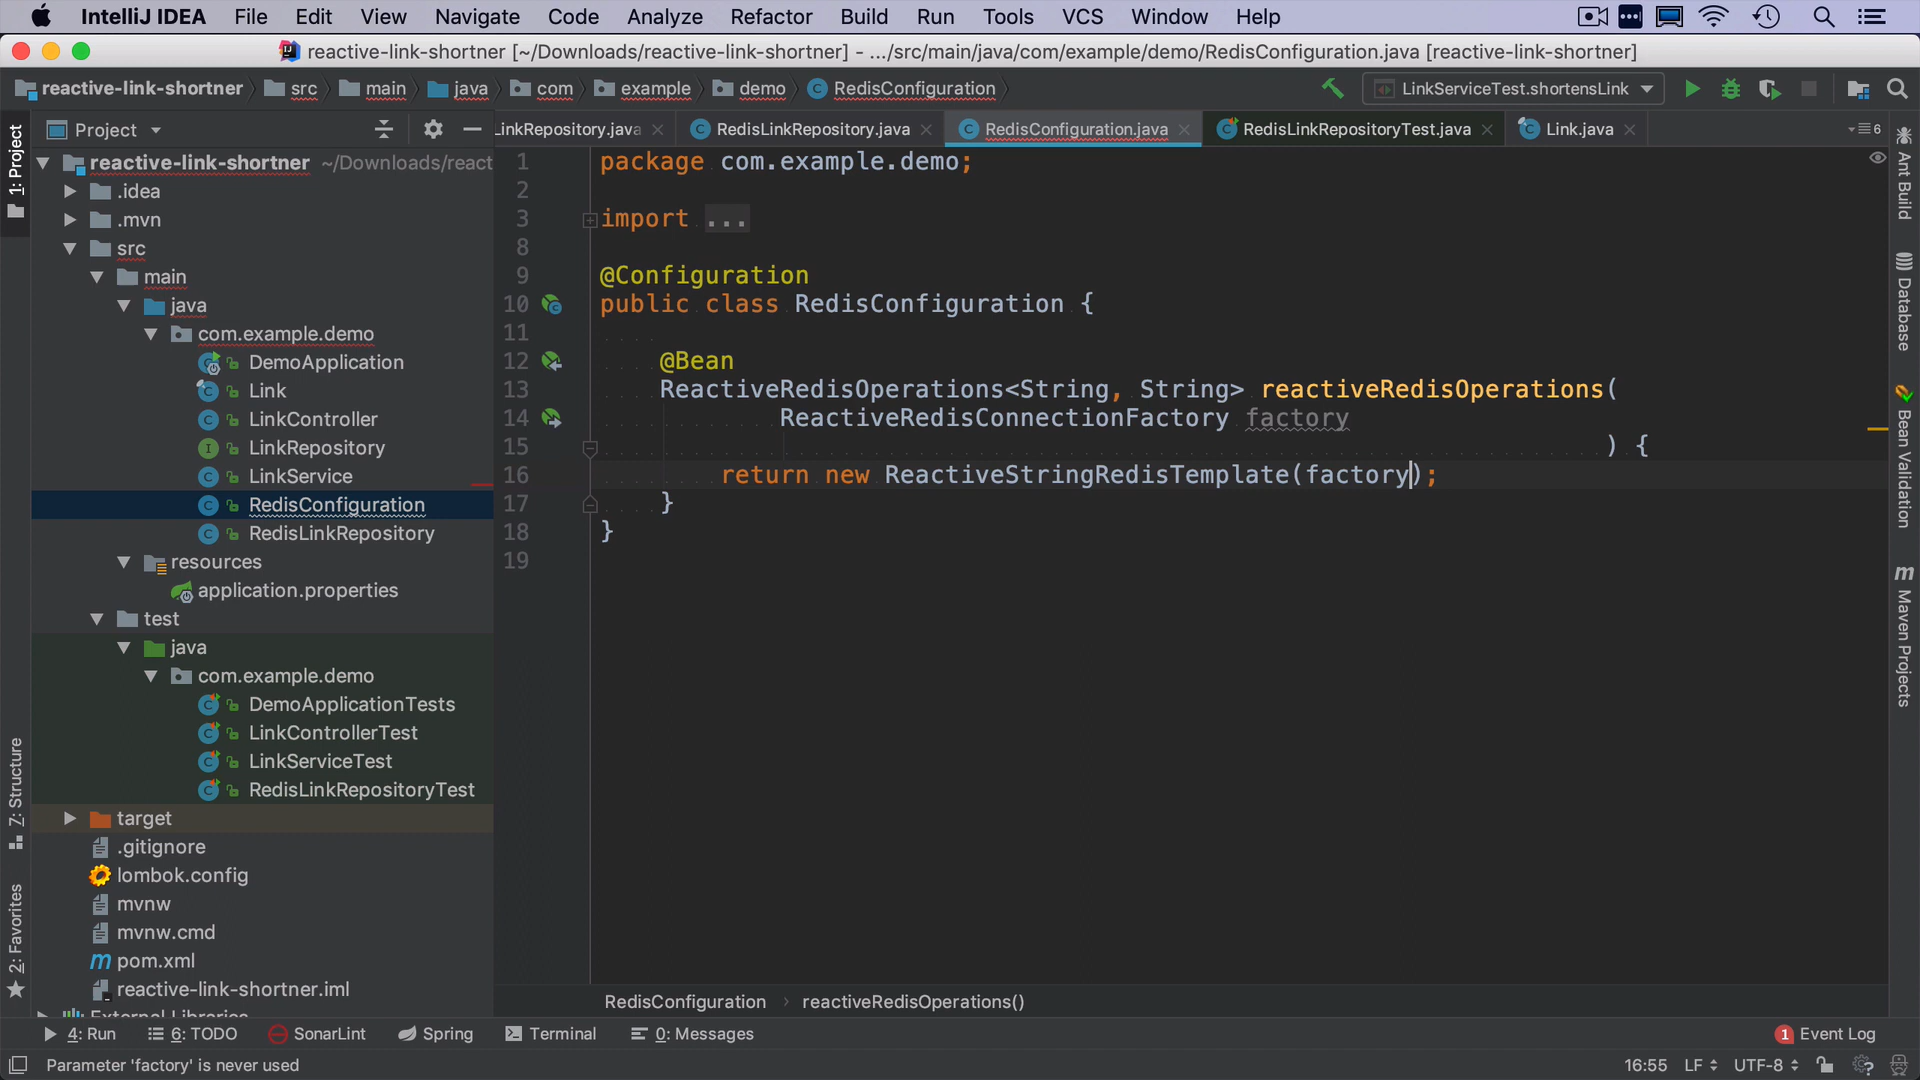 IntelliJ IDEA File Edit View Navigate Code Analyze Refactor Build Run Tools VCS Window Help
reactive-link-shortner [~/Downloads/reactive-link-shortner] - .../src/main/java/com/example/demo/RedisConfiguration.java [reactive-link-shortner]
reactive-link-shortner src main java com example demo RedisConfiguration LinkServiceTest.shortensLink
Project LinkRepository.java RedisLinkRepository.java RedisConfiguration.java RedisLinkRepositoryTest.java Link.java 6
1: Project
Z: Structure
2: Favorites
reactive-link-shortner ~/Downloads/react
.idea
.mvn
src
main
java
com.example.demo
DemoApplication
Link
LinkController
LinkRepository
LinkService
RedisConfiguration
RedisLinkRepository
resources
application.properties
test
java
com.example.demo
DemoApplicationTests
LinkControllerTest
LinkServiceTest
RedisLinkRepositoryTest
target
.gitignore
lombok.config
mvnw
mvnw.cmd
pom.xml
reactive-link-shortner.iml
External Libraries
1 package com.example.demo;
2
3 import ...
8
9 @Configuration
10 public class RedisConfiguration {
11
12 @Bean
13 ReactiveRedisOperations<String, String> reactiveRedisOperations(
14 ReactiveRedisConnectionFactory factory
15 ) {
16 return new ReactiveStringRedisTemplate(factory);
17 }
18 }
19
Ant Build
Database
Bean Validation
Maven Projects
RedisConfiguration › reactiveRedisOperations()
4: Run 6: TODO SonarLint Spring Terminal 0: Messages 1 Event Log
Parameter 'factory' is never used 16:55 LF UTF-8